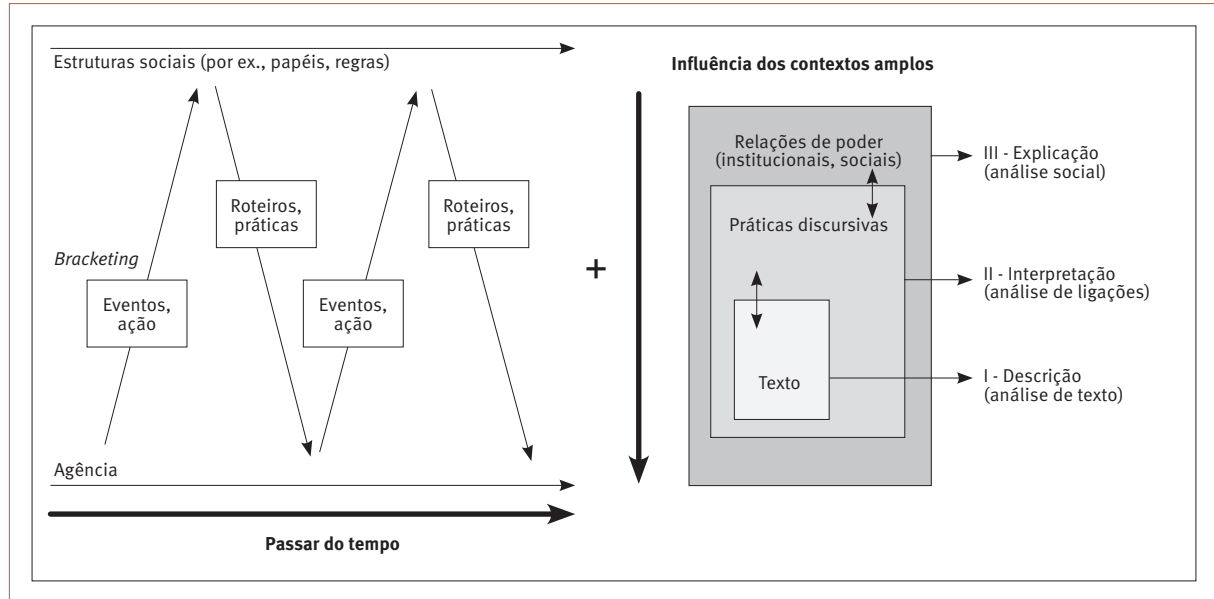 Estruturas sociais (por ex., papéis, regras)
Roteiros,
práticas
Roteiros,
práticas
Bracketing
Eventos,
ação
Eventos,
ação
Agência
Passar do tempo
+
Influência dos contextos amplos
Relações de poder
(institucionais, sociais)
Práticas discursivas
Texto
III - Explicação
(análise social)
II - Interpretação
(análise de ligações)
I - Descrição
(análise de texto)